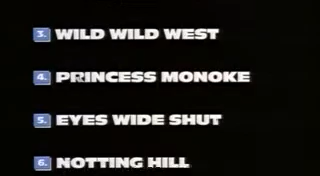 3. WILD WILD WEST
4. PRINCESS MONOKE
5. EYES WIDE SHUT
6. NOTTING HILL